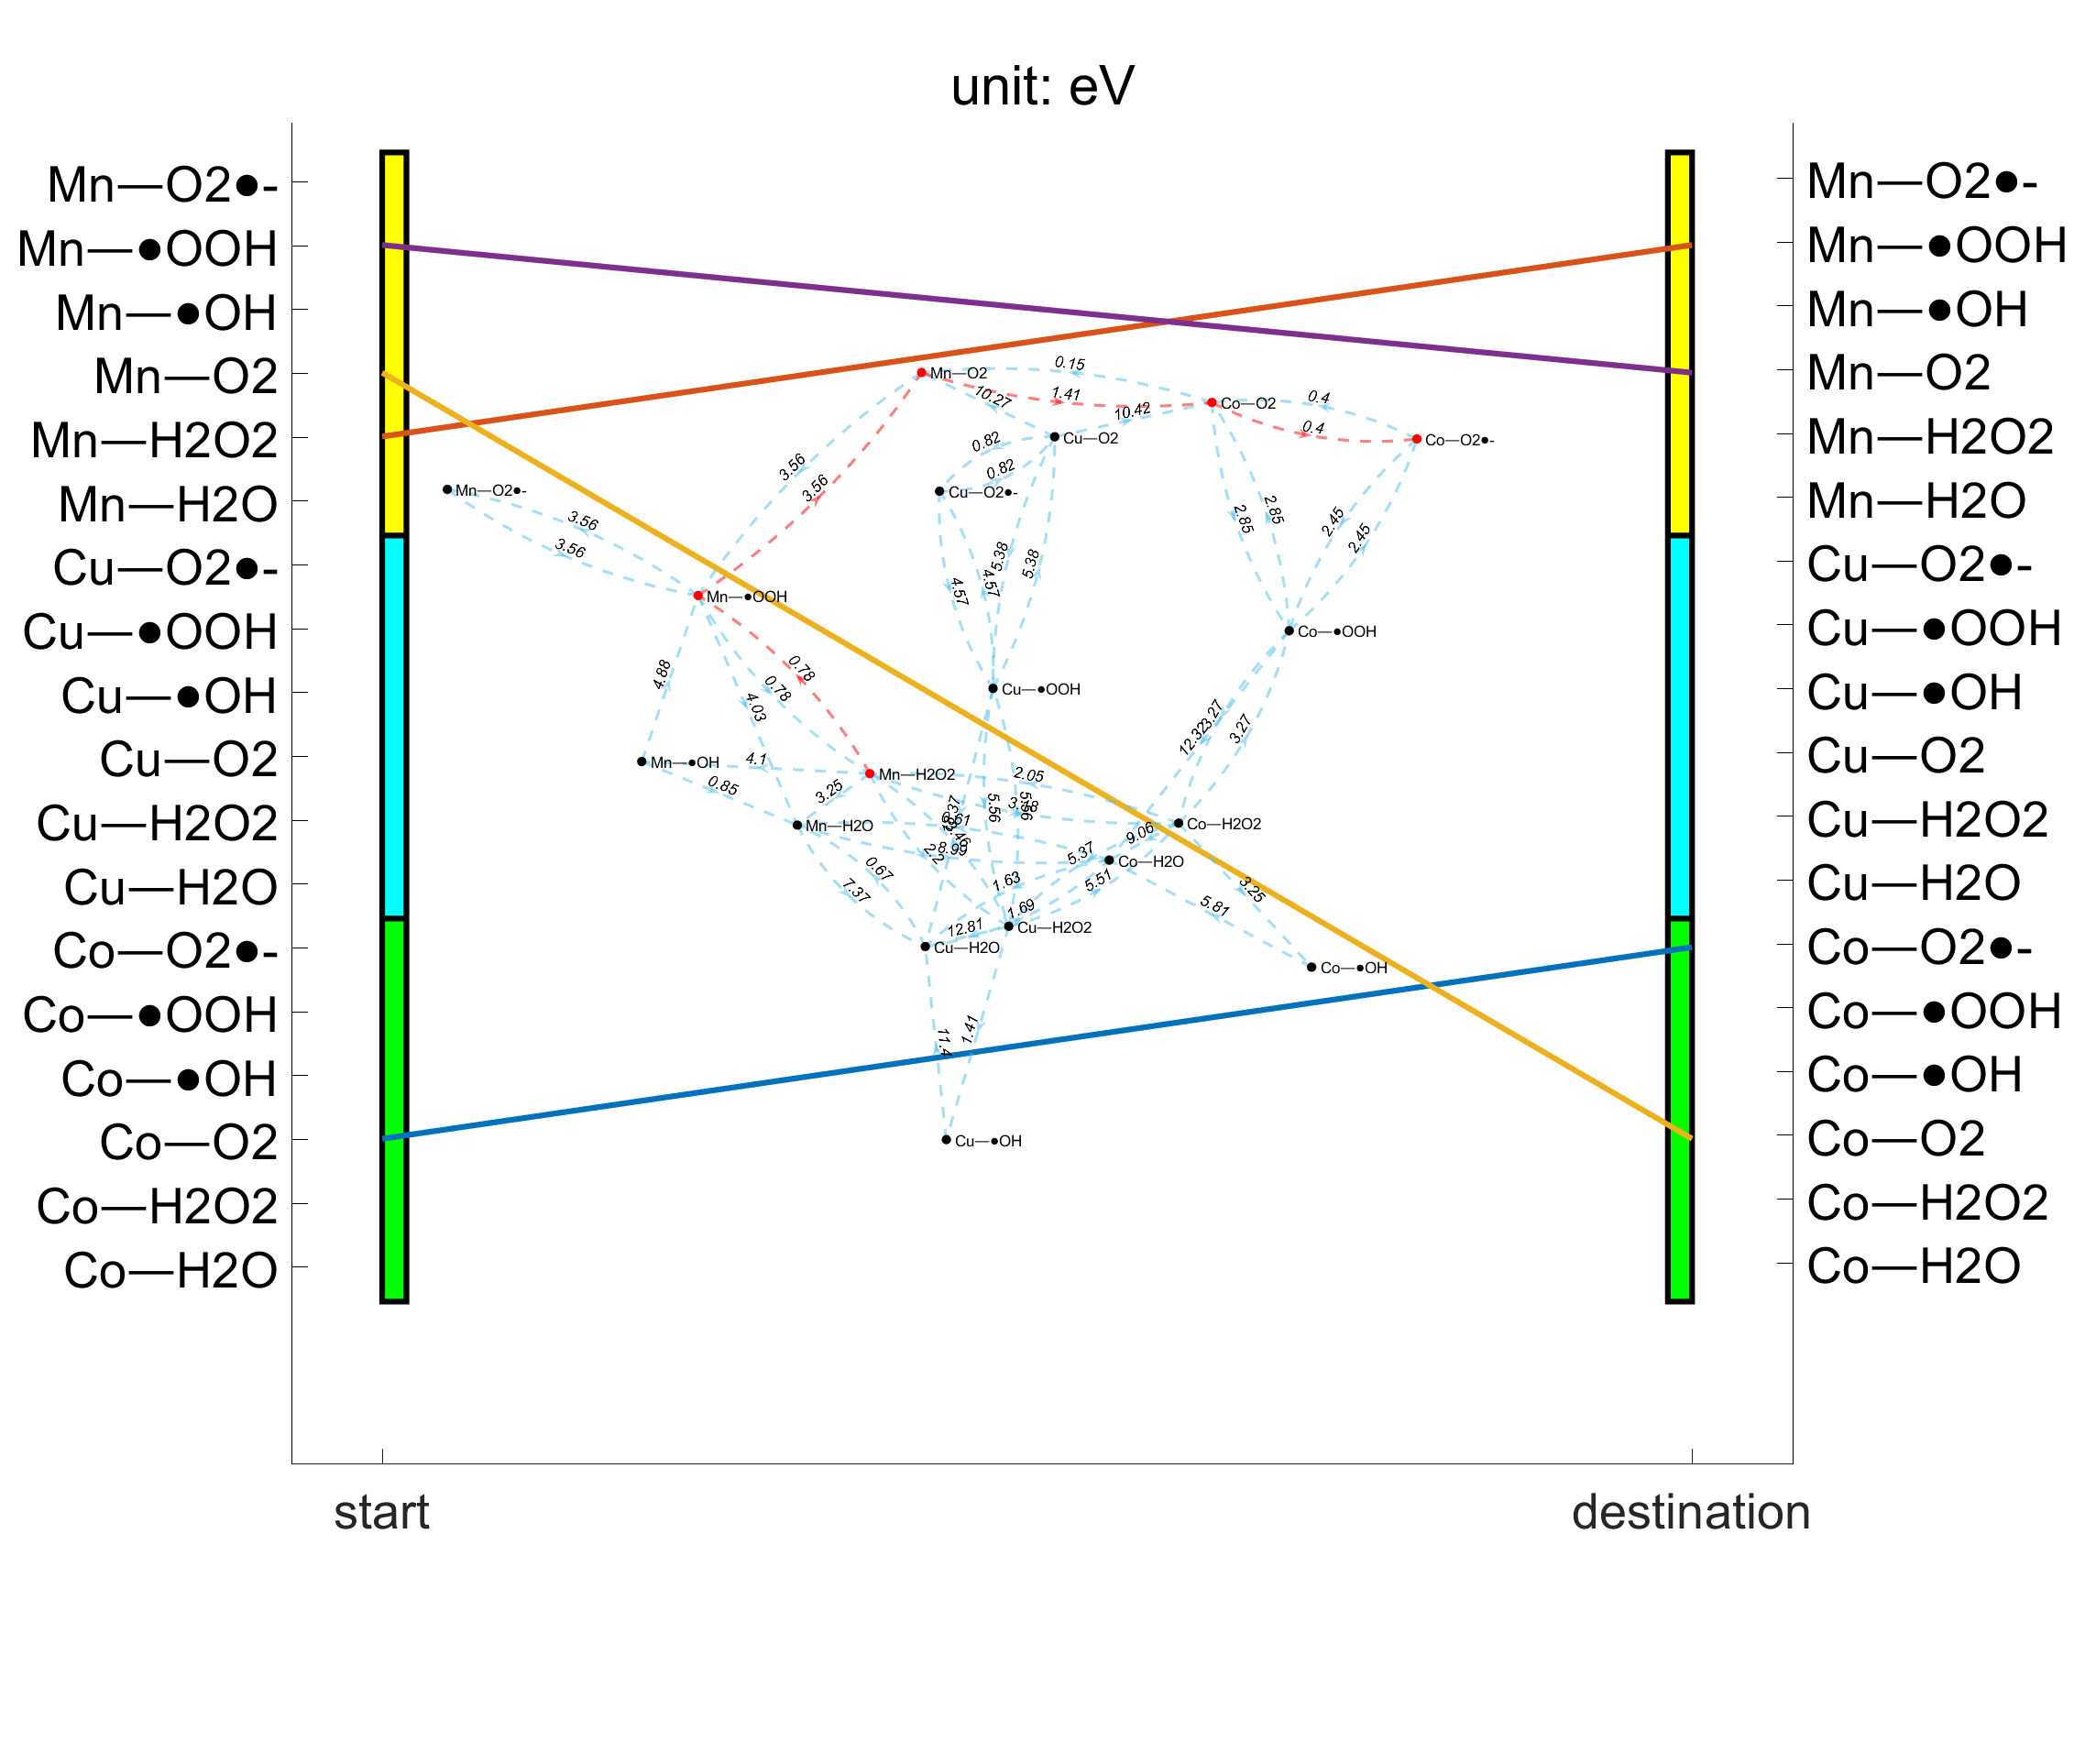 unit: eV
Mn—O2●-
Mn—●OOH
Mn—●OH
Mn—O2
Mn—H2O2
Mn—H2O
Cu—O2●-
Cu—●OOH
Cu—●OH
Cu—O2
Cu—H2O2
Cu—H2O
Co—O2●-
Co—●OOH
Co—●OH
Co—O2
Co—H2O2
Co—H2O
0.15
Mn—O2
10.27
1.41
10.42
Co—O2
0.4
0.4
Co—O2●-
Cu—O2
0.82
0.82
3.56
3.56
Mn—O2●-
Cu—O2●-
3.56
3.56
2.85
2.85
2.45
2.45
5.38
5.38
4.57
4.57
Mn—●OOH
Co—●OOH
4.88
0.78
0.78
4.03
Cu—●OOH
12.32
3.27
3.27
Mn—●OH
4.1
0.85
Mn—H2O2
2.05
3.25
5.56
Mn—H2O
Co—H2O2
9.06
8.99
5.37
Co—H2O
0.67
7.37
1.63
5.51
3.25
1.69
5.81
12.81
Cu—H2O2
Cu—H2O
Co—●OH
11.4
1.41
Cu—●OH
Mn—O2●-
Mn—●OOH
Mn—●OH
Mn—O2
Mn—H2O2
Mn—H2O
Cu—O2●-
Cu—●OOH
Cu—●OH
Cu—O2
Cu—H2O2
Cu—H2O
Co—O2●-
Co—●OOH
Co—●OH
Co—O2
Co—H2O2
Co—H2O
start
destination